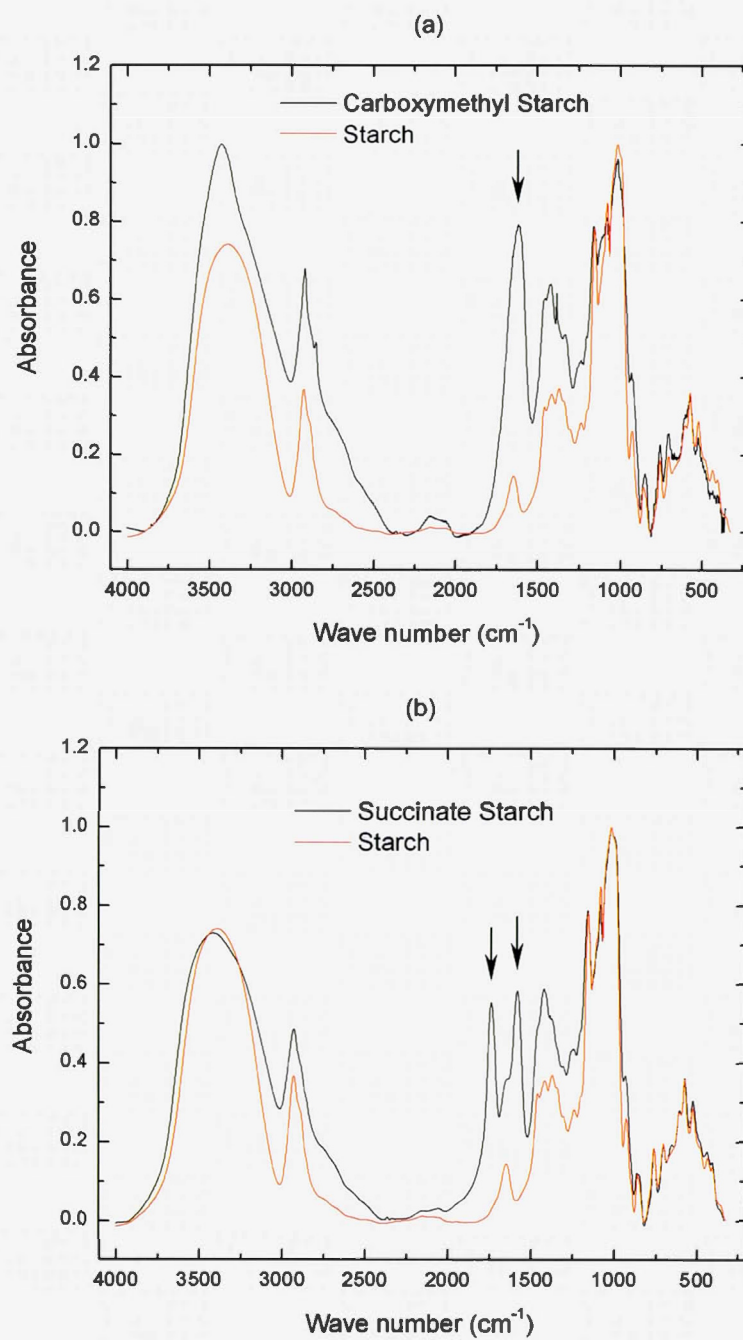 (a)
1.2
1.0
0.8
0.6
0.4
0.2
0.0
Absorbance
Carboxymethyl Starch
Starch
4000 3500 3000 2500 2000 1500 1000 500
Wave number (cm⁻¹)
(b)
1.2
1.0
0.8
0.6
0.4
0.2
0.0
Absorbance
Succinate Starch
Starch
4000 3500 3000 2500 2000 1500 1000 500
Wave number (cm⁻¹)